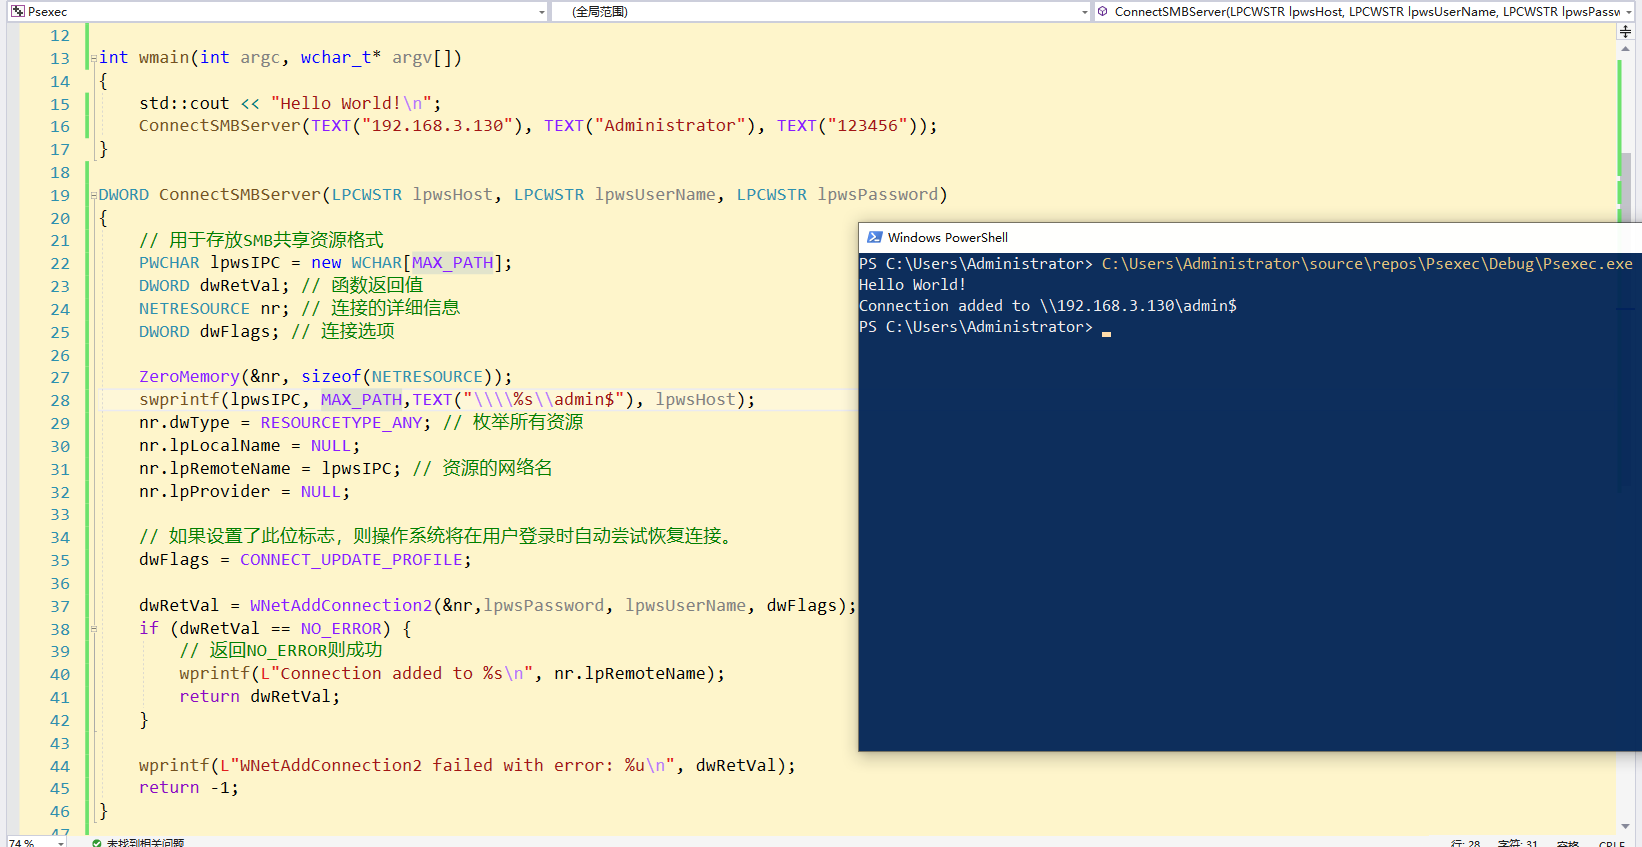 Psexec
(全局范围)
ConnectSMBServer(LPCWSTR lpwsHost, LPCWSTR lpwsUserName, LPCWSTR lpwsPassw
12
13 int wmain(int argc, wchar_t* argv[])
14 {
15 std::cout << "Hello World!\n";
16 ConnectSMBServer(TEXT("192.168.3.130"), TEXT("Administrator"), TEXT("123456"));
17 }
18
19 DWORD ConnectSMBServer(LPCWSTR lpwsHost, LPCWSTR lpwsUserName, LPCWSTR lpwsPassword)
20 {
21 // 用于存放SMB共享资源格式
22 PWCHAR lpwsIPC = new WCHAR[MAX_PATH];
23 DWORD dwRetVal; // 函数返回值
24 NETRESOURCE nr; // 连接的详细信息
25 DWORD dwFlags; // 连接选项
26
27 ZeroMemory(&nr, sizeof(NETRESOURCE));
28 swprintf(lpwsIPC, MAX_PATH,TEXT("\\\\%s\\admin$"), lpwsHost);
29 nr.dwType = RESOURCETYPE_ANY; // 枚举所有资源
30 nr.lpLocalName = NULL;
31 nr.lpRemoteName = lpwsIPC; // 资源的网络名
32 nr.lpProvider = NULL;
33
34 // 如果设置了此位标志，则操作系统将在用户登录时自动尝试恢复连接。
35 dwFlags = CONNECT_UPDATE_PROFILE;
36
37 dwRetVal = WNetAddConnection2(&nr,lpwsPassword, lpwsUserName, dwFlags);
38 if (dwRetVal == NO_ERROR) {
39 // 返回NO_ERROR则成功
40 wprintf(L"Connection added to %s\n", nr.lpRemoteName);
41 return dwRetVal;
42 }
43
44 wprintf(L"WNetAddConnection2 failed with error: %u\n", dwRetVal);
45 return -1;
46 }
47
Windows PowerShell
PS C:\Users\Administrator> C:\Users\Administrator\source\repos\Psexec\Debug\Psexec.exe
Hello World!
Connection added to \\192.168.3.130\admin$
PS C:\Users\Administrator>
74 % 未找到相关问题 行: 28 字符: 31 空格 CRLF